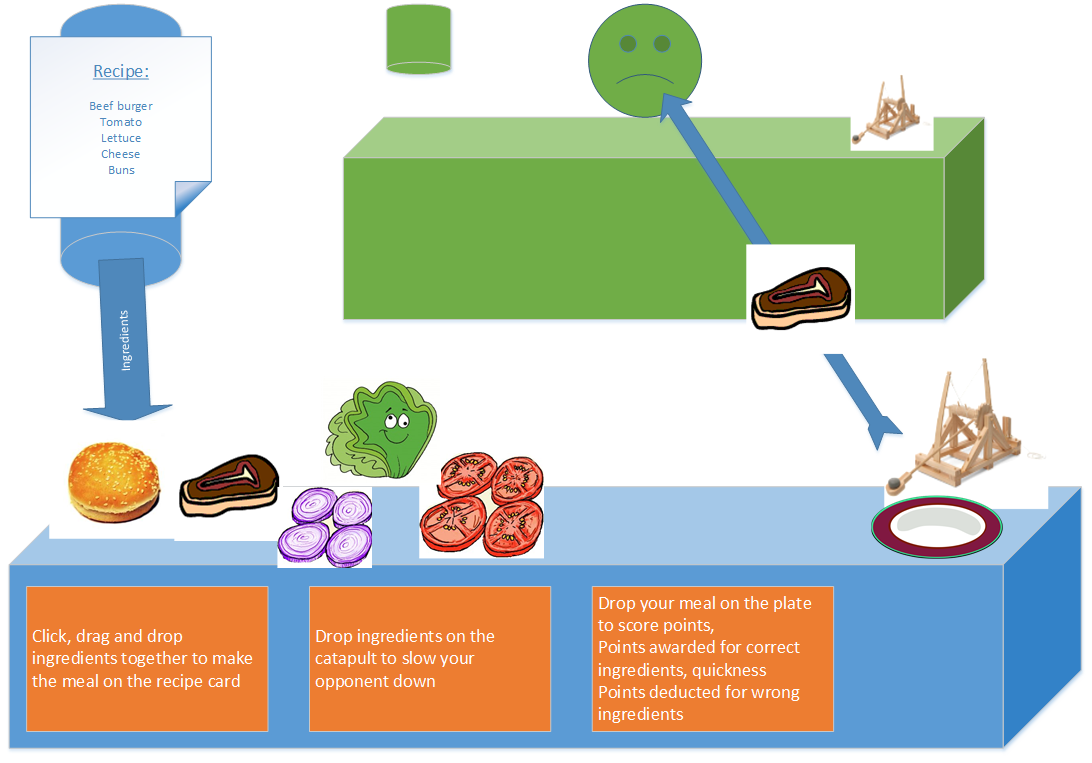 Recipe:
Beef burger
Tomato
Lettuce
Cheese
Buns
Ingredients
Click, drag and drop
ingredients together to make
the meal on the recipe card
Drop ingredients on the
catapult to slow your
opponent down
Drop your meal on the plate
to score points,
Points awarded for correct
ingredients, quickness
Points deducted for wrong
ingredients